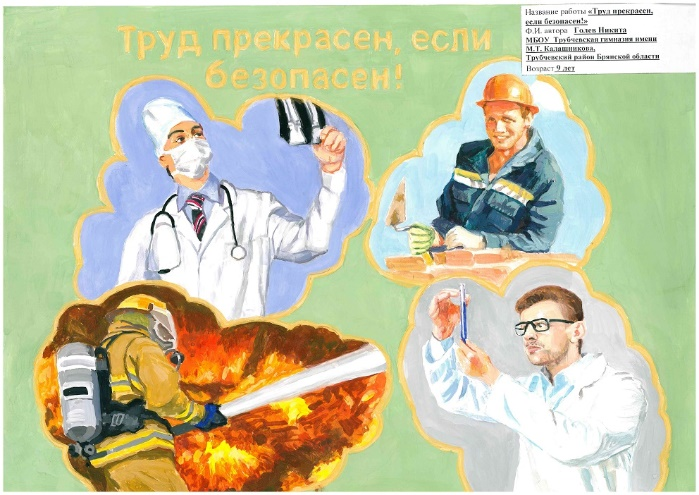 Труд прекрасен, если
безопасен!
Название работы «Труд прекрасен,
если безопасен!»
Ф.И. автора Голев Никита
МБОУ Трубчевская гимназия имени
М.Т. Калашникова,
Трубчевский район Брянской области
Возраст 9 лет